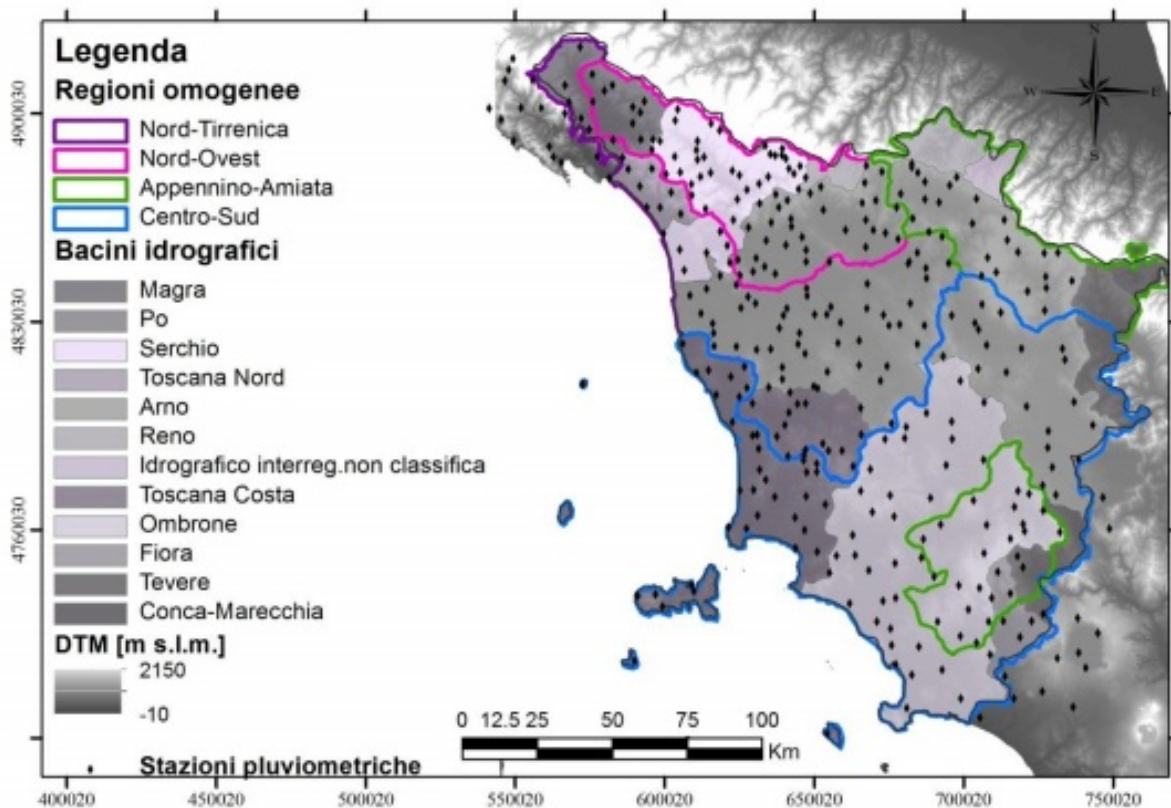 Legenda
Regioni omogenee
Nord-Tirrenica
Nord-Ovest
Appennino-Amiata
Centro-Sud
Bacini idrografici
Magra
Po
Serchio
Toscana Nord
Arno
Reno
Idrografico interreg.non classifica
Toscana Costa
Ombrone
Fiora
Tevere
Conca-Marecchia
DTM [m s.l.m.]
2150
-10
Stazioni pluviometriche
N
W
E
S
4900030
4830030
4760030
0 12.5 25 50 75 100
Km
400020 450020 500020 550020 600020 650020 700020 750020